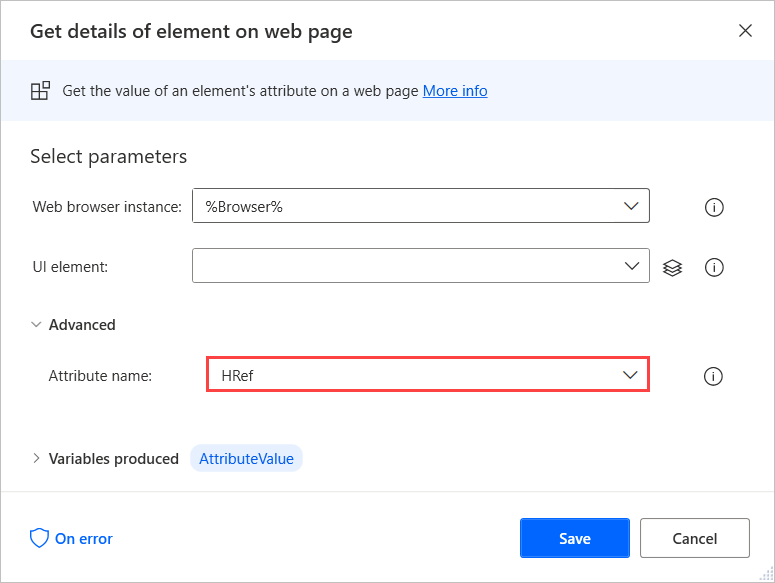 Get details of element on web page
Get the value of an element's attribute on a web page More info
Select parameters
Web browser instance: %Browser%
UI element:
Advanced
Attribute name: HRef
Variables produced AttributeValue
On error Save Cancel